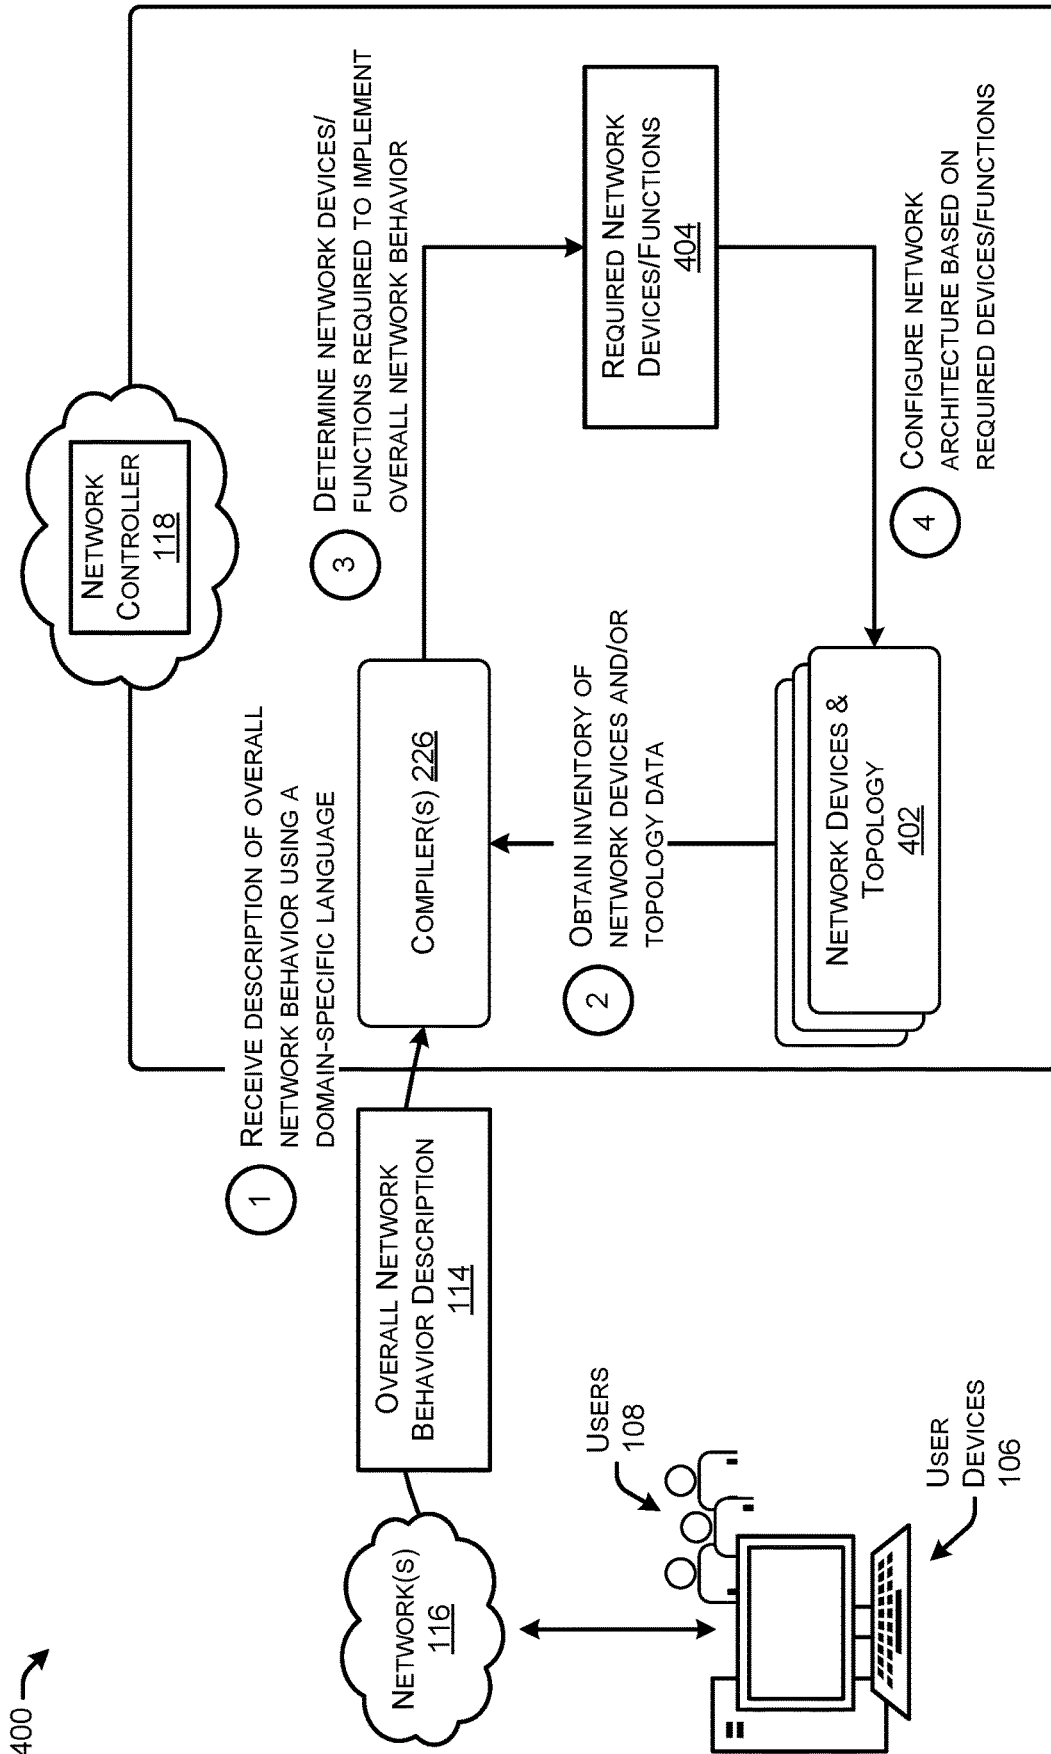 400
NETWORK
CONTROLLER
118
1
RECEIVE DESCRIPTION OF OVERALL
NETWORK BEHAVIOR USING A
DOMAIN-SPECIFIC LANGUAGE
3
DETERMINE NETWORK DEVICES/
FUNCTIONS REQUIRED TO IMPLEMENT
OVERALL NETWORK BEHAVIOR
NETWORK(S)
116
OVERALL NETWORK
BEHAVIOR DESCRIPTION
114
COMPILER(S) 226
2
OBTAIN INVENTORY OF
NETWORK DEVICES AND/OR
TOPOLOGY DATA
REQUIRED NETWORK
DEVICES/FUNCTIONS
404
USERS
108
USER
DEVICES
106
NETWORK DEVICES &
TOPOLOGY
402
4
CONFIGURE NETWORK
ARCHITECTURE BASED ON
REQUIRED DEVICES/FUNCTIONS